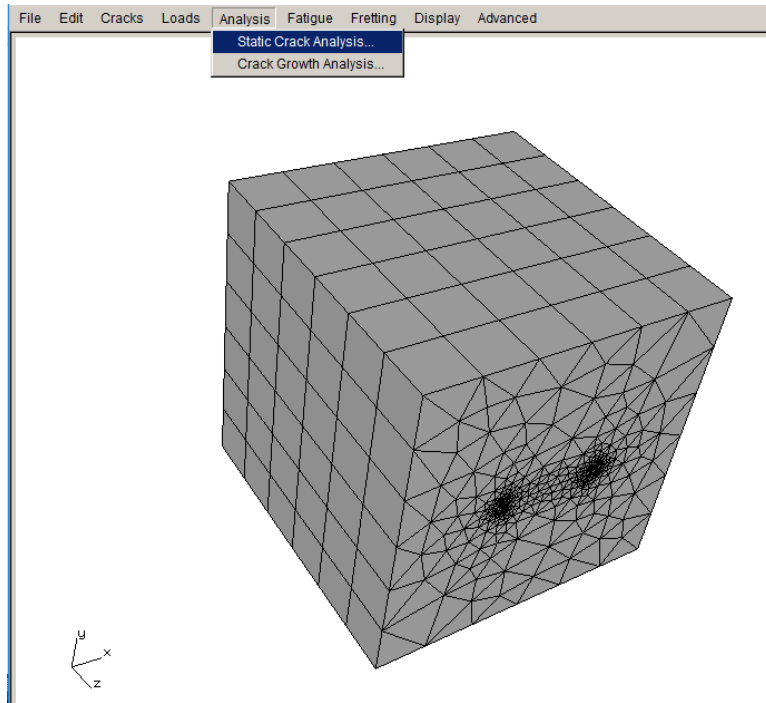 File Edit Cracks Loads Analysis Fatigue Fretting Display Advanced
Static Crack Analysis...
Crack Growth Analysis...
y
x
z